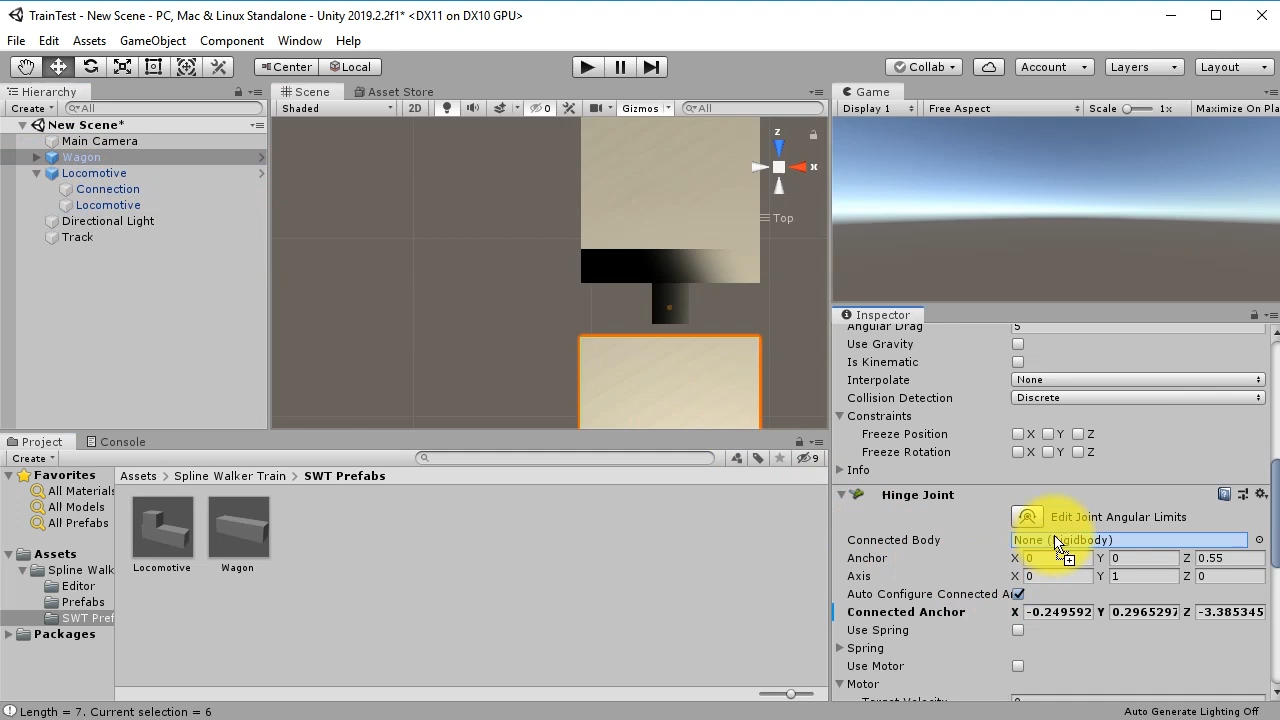 TrainTest - New Scene - PC, Mac & Linux Standalone - Unity 2019.2.2f1* <DX11 on DX10 GPU>
File Edit Assets GameObject Component Window Help
Center Local Collab Account Layers Layout
Hierarchy
Create All
New Scene*
Main Camera
Wagon
Locomotive
Connection
Locomotive
Directional Light
Track
Scene Asset Store
Shaded 2D 0 Gizmos All
z
x
Top
Game
Display 1 Free Aspect Scale 1x Maximize On Pla
Inspector
Angular Drag 5
Use Gravity
Is Kinematic
Interpolate None
Collision Detection Discrete
Constraints
Freeze Position X Y Z
Freeze Rotation X Y Z
Info
Hinge Joint
Edit Joint Angular Limits
Connected Body None (Rigidbody)
Anchor X 0 Y 0 Z 0.55
Axis X 0 Y 1 Z 0
Auto Configure Connected A
Connected Anchor X -0.249592 Y 0.2965297 Z -3.385345
Use Spring
Spring
Use Motor
Motor
Target Velocity 0
Project Console
Create 9
Favorites
All Materials
All Models
All Prefabs
Assets
Spline Walk
Editor
Prefabs
SWT Pref
Packages
Assets Spline Walker Train SWT Prefabs
Locomotive Wagon
Length = 7, Current selection = 6
Auto Generate Lighting Off